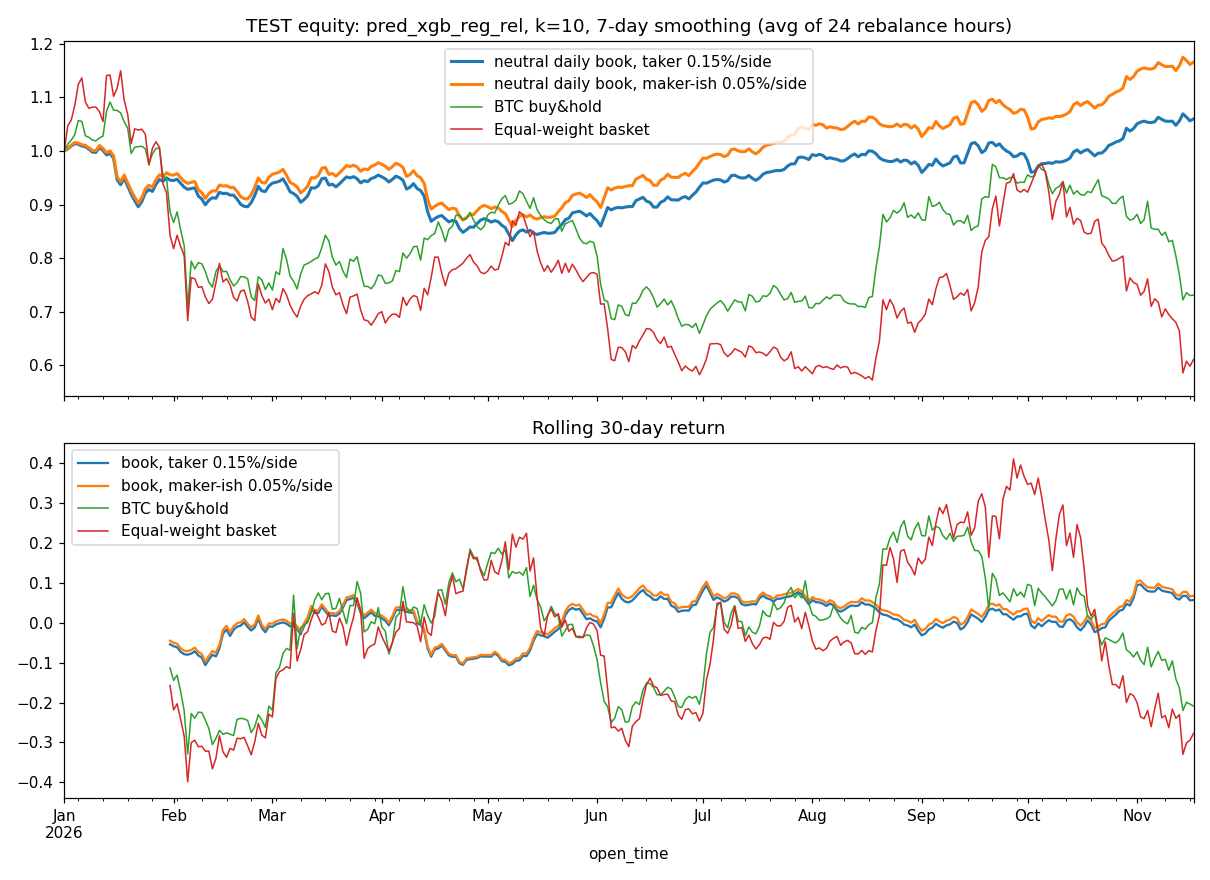 TEST equity: pred_xgb_reg_rel, k=10, 7-day smoothing (avg of 24 rebalance hours)
1.2
1.1
1.0
0.9
0.8
0.7
0.6
neutral daily book, taker 0.15%/side
neutral daily book, maker-ish 0.05%/side
BTC buy&hold
Equal-weight basket
Rolling 30-day return
0.4
0.3
0.2
0.1
0.0
−0.1
−0.2
−0.3
−0.4
book, taker 0.15%/side
book, maker-ish 0.05%/side
BTC buy&hold
Equal-weight basket
Jan Feb Mar Apr May Jun Jul Aug Sep Oct Nov
2026
open_time